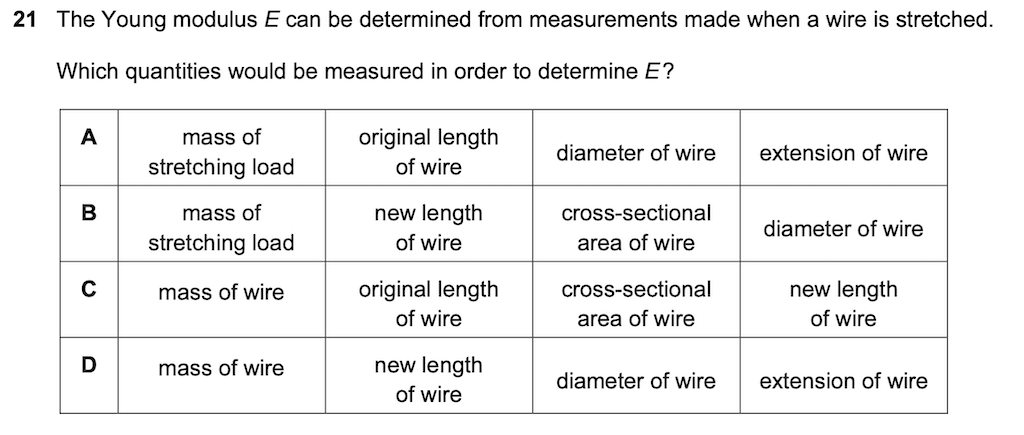 21 The Young modulus E can be determined from measurements made when a wire is stretched.
Which quantities would be measured in order to determine E?
A mass of stretching load original length of wire diameter of wire extension of wire
B mass of stretching load new length of wire cross-sectional area of wire diameter of wire
C mass of wire original length of wire cross-sectional area of wire new length of wire
D mass of wire new length of wire diameter of wire extension of wire